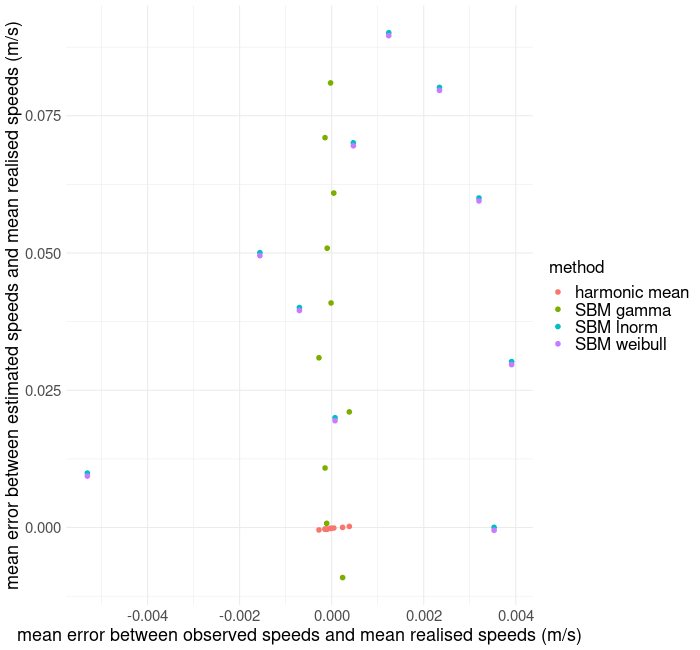 mean error between estimated speeds and mean realised speeds (m/s)
0.075
0.050
0.025
0.000
-0.004
-0.002
0.000
0.002
0.004
mean error between observed speeds and mean realised speeds (m/s)
method
harmonic mean
SBM gamma
SBM lnorm
SBM weibull